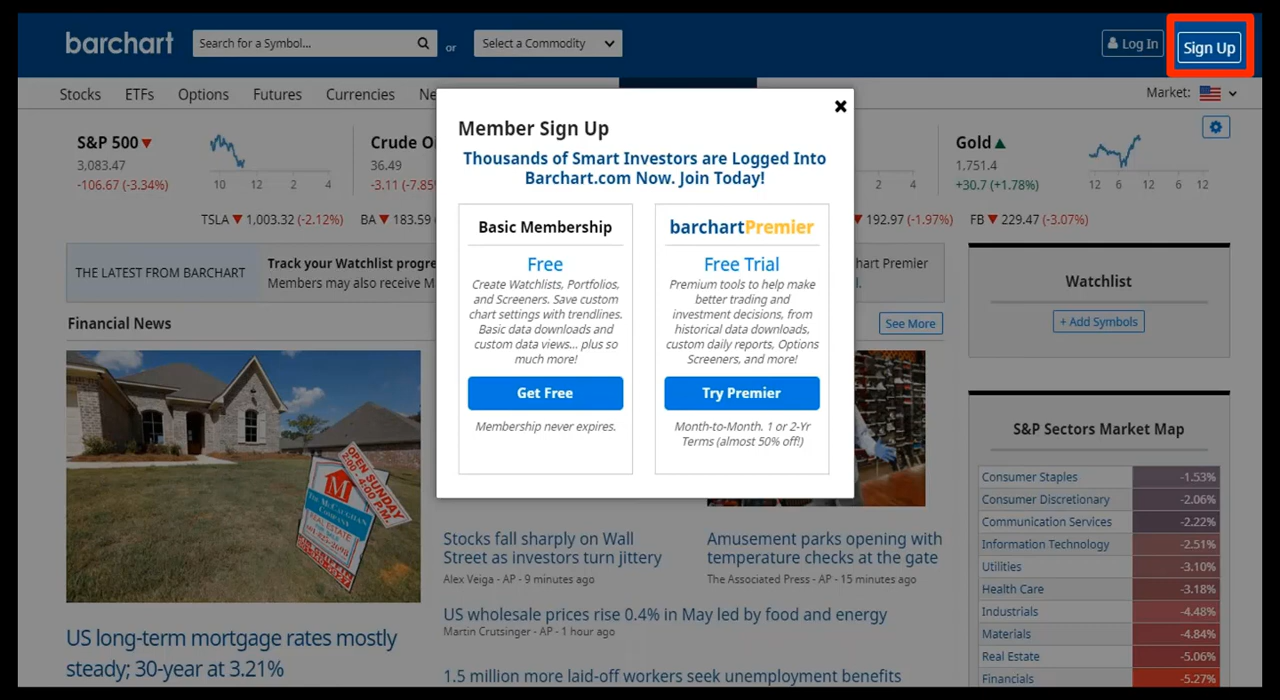 barchart
Search for a Symbol...
or
Select a Commodity
Log In
Sign Up
Stocks ETFs Options Futures Currencies
Market:
S&P 500
3,083.47
-106.67 (-3.34%)
10 12 2 4
36.49
2 4
Gold
1,751.4
+30.7 (+1.78%)
12 6 12 6 12
TSLA 1,003.32 (-2.12%) BA 183.59
192.97 (-1.97%) FB 229.47 (-3.07%)
THE LATEST FROM BARCHART
Track your Watchlist
Members may also receive
Premier
Financial News
See More
Member Sign Up
Thousands of Smart Investors are Logged Into
Barchart.com Now. Join Today!
Basic Membership
Free
Create Watchlists, Portfolios,
and Screeners. Save custom
chart settings with trendlines.
Basic data downloads and
custom data views... plus so
much more!
Get Free
Membership never expires.
barchartPremier
Free Trial
Premium tools to help make
better trading and
investment decisions, from
historical data downloads,
custom daily reports, Options
Screeners, and more!
Try Premier
Month-to-Month. 1 or 2-Yr
Terms (almost 50% off!)
Watchlist
+ Add Symbols
OPEN SUNDAY
2:00 - 4:00 P.M.
REAL ESTATE
US long-term mortgage rates mostly
steady; 30-year at 3.21%
Stocks fall sharply on Wall
Street as investors turn jittery
Alex Veiga - AP - 9 minutes ago
Amusement parks opening with
temperature checks at the gate
The Associated Press - AP - 15 minutes ago
US wholesale prices rise 0.4% in May led by food and energy
Martin Crutsinger - AP - 1 hour ago
1.5 million more laid-off workers seek unemployment benefits
S&P Sectors Market Map
Consumer Staples -1.53%
Consumer Discretionary -2.06%
Communication Services -2.22%
Information Technology -2.51%
Utilities -3.10%
Health Care -3.18%
Industrials -4.48%
Materials -4.84%
Real Estate -5.06%
Financials -5.27%